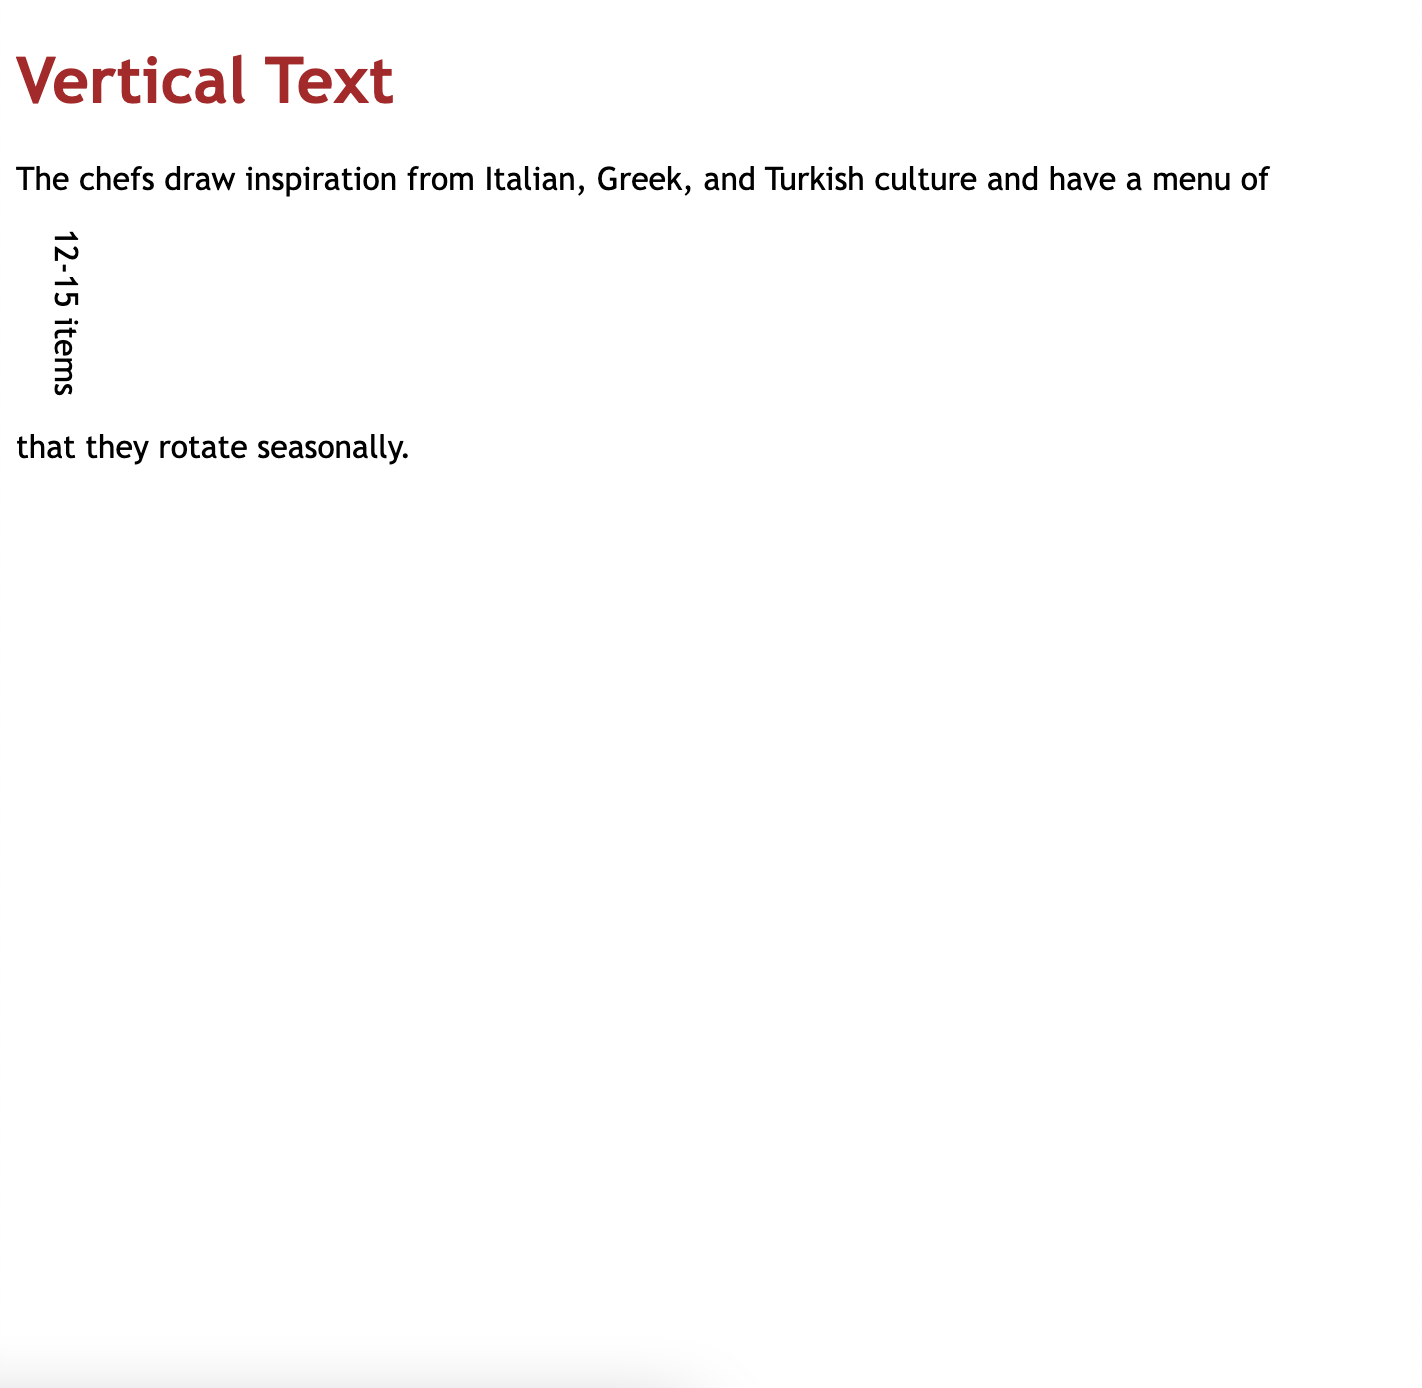 Vertical Text
The chefs draw inspiration from Italian, Greek, and Turkish culture and have a menu of
12-15 items
that they rotate seasonally.